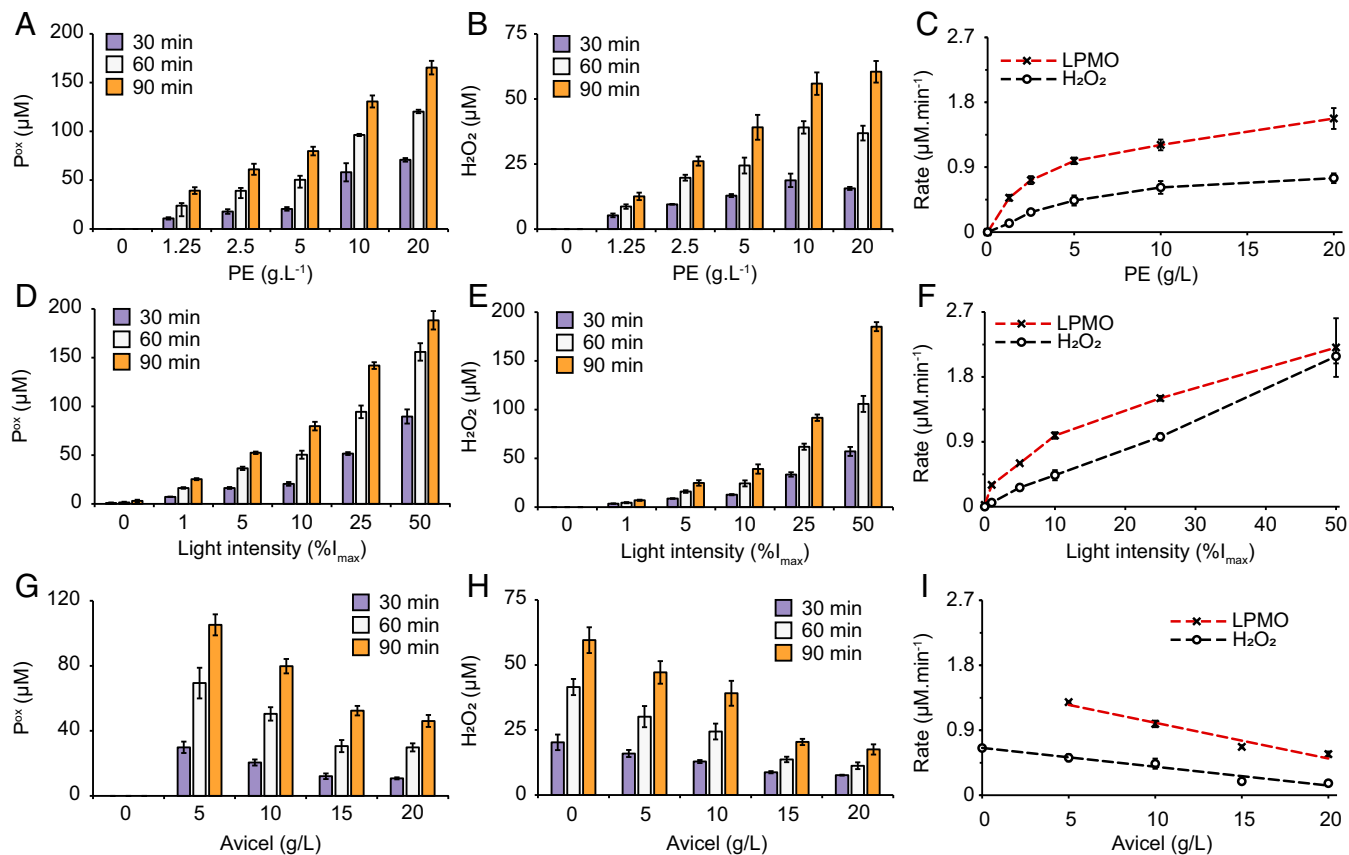 A
200
150
100
50
0
Pᵒˣ (µM)
30 min
60 min
90 min
0 1.25 2.5 5 10 20
PE (g.L⁻¹)
B
75
50
25
0
H₂O₂ (µM)
30 min
60 min
90 min
0 1.25 2.5 5 10 20
PE (g.L⁻¹)
C
2.7
1.8
0.9
0
Rate (µM.min⁻¹)
LPMO
H₂O₂
0 5 10 15 20
PE (g/L)
D
200
150
100
50
0
Pᵒˣ (µM)
30 min
60 min
90 min
0 1 5 10 25 50
Light intensity (%Iₘₐₓ)
E
200
150
100
50
0
H₂O₂ (µM)
30 min
60 min
90 min
0 1 5 10 25 50
Light intensity (%Iₘₐₓ)
F
2.7
1.8
0.9
0
Rate (µM.min⁻¹)
LPMO
H₂O₂
0 10 20 30 40 50
Light intensity (%Iₘₐₓ)
G
120
80
40
0
Pᵒˣ (µM)
30 min
60 min
90 min
0 5 10 15 20
Avicel (g/L)
H
75
50
25
0
H₂O₂ (µM)
30 min
60 min
90 min
0 5 10 15 20
Avicel (g/L)
I
2.7
1.8
0.9
0
Rate (µM.min⁻¹)
LPMO
H₂O₂
0 5 10 15 20
Avicel (g/L)